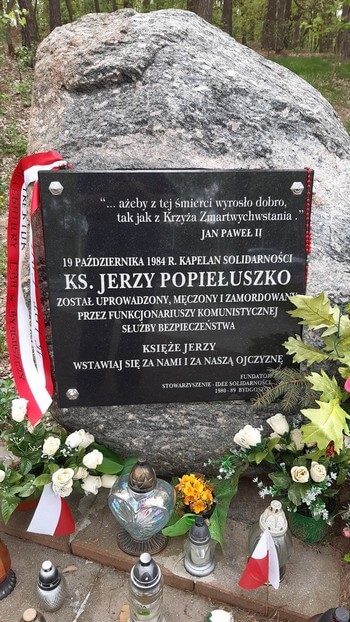 “... ażeby z tej śmierci wyrosło dobro,
tak jak z Krzyża Zmartwychwstania .”
JAN PAWEŁ II
19 PAŹDZIERNIKA 1984 R. KAPELAN SOLIDARNOŚCI
KS. JERZY POPIEŁUSZKO
ZOSTAŁ UPROWADZONY, MĘCZONY I ZAMORDOWANY
PRZEZ FUNKCJONARIUSZY KOMUNISTYCZNEJ
SŁUŻBY BEZPIECZEŃSTWA
KSIĘŻE JERZY
WSTAWIAJ SIĘ ZA NAMI I ZA NASZĄ OJCZYZNĘ
FUNDATOR
STOWARZYSZENIE - IDEE SOLIDARNOŚCI
1980 - 89 BYDGOSZCZ